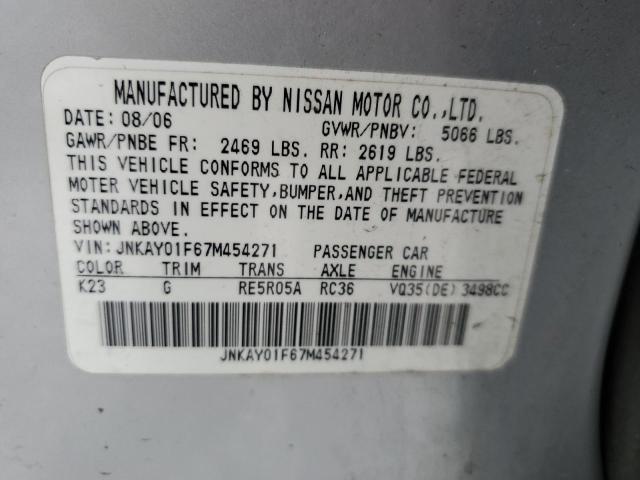 MANUFACTURED BY NISSAN MOTOR CO.,LTD.
DATE: 08/06 GVWR/PNBV: 5066 LBS.
GAWR/PNBE FR: 2469 LBS. RR: 2619 LBS.
THIS VEHICLE CONFORMS TO ALL APPLICABLE FEDERAL
MOTER VEHICLE SAFETY,BUMPER,AND THEFT PREVENTION
STANDARDS IN EFFECT ON THE DATE OF MANUFACTURE
SHOWN ABOVE.
VIN: JNKAY01F67M454271 PASSENGER CAR
COLOR TRIM TRANS AXLE ENGINE
K23 G RE5R05A RC36 VQ35(DE) 3498CC
JNKAY01F67M454271